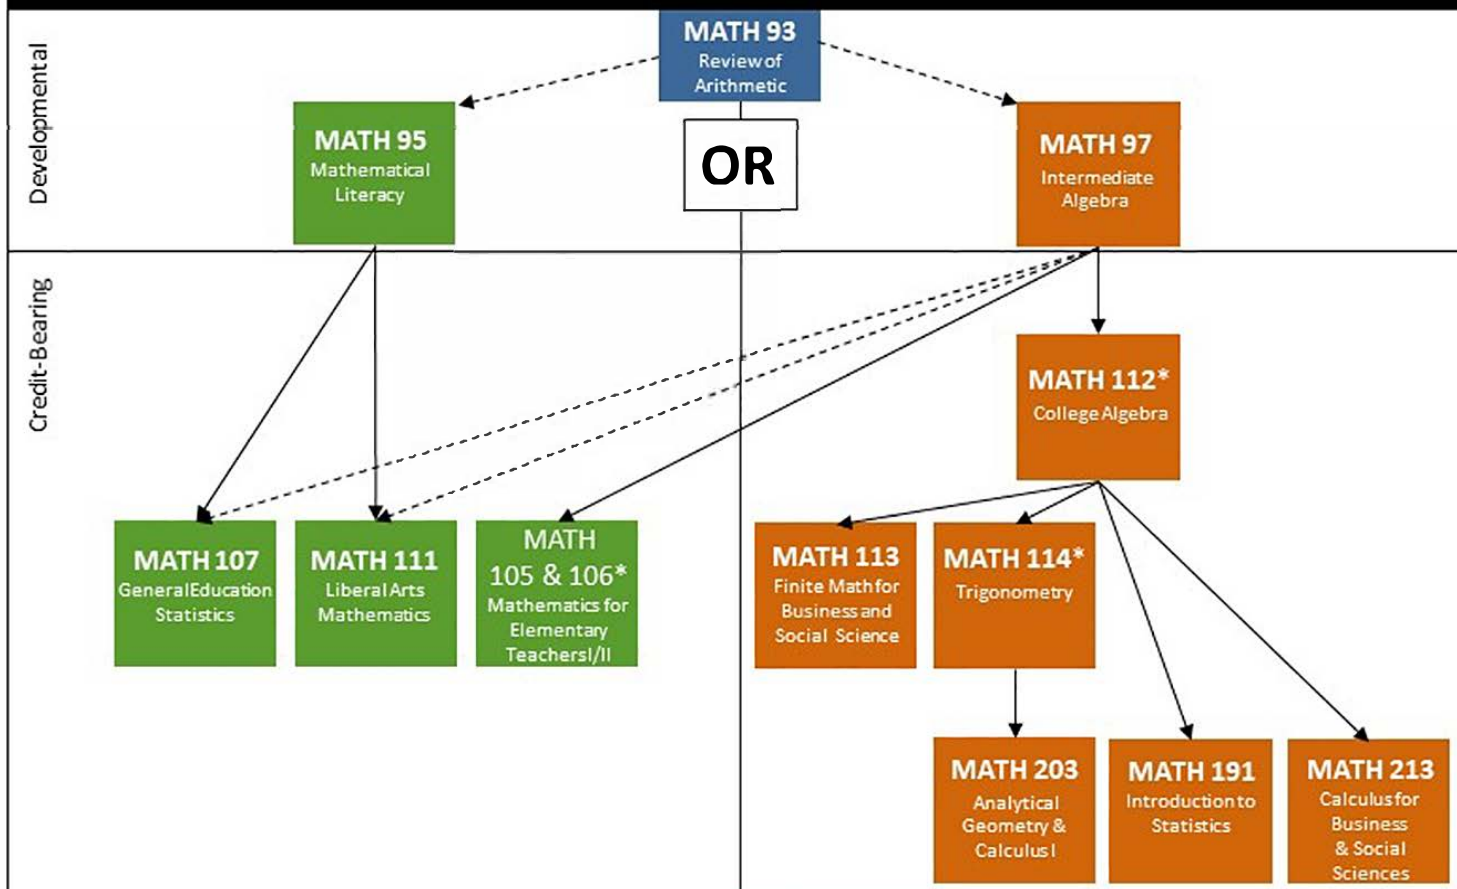 Developmental
MATH 93
Review of
Arithmetic
MATH 95
Mathematical
Literacy
OR
MATH 97
Intermediate
Algebra
Credit-Bearing
MATH 112*
College Algebra
MATH 107
General Education
Statistics
MATH 111
Liberal Arts
Mathematics
MATH
105 & 106*
Mathematics for
Elementary
Teachers I/II
MATH 113
Finite Math for
Business and
Social Science
MATH 114*
Trigonometry
MATH 203
Analytical
Geometry &
Calculus I
MATH 191
Introduction to
Statistics
MATH 213
Calculus for
Business
& Social
Sciences